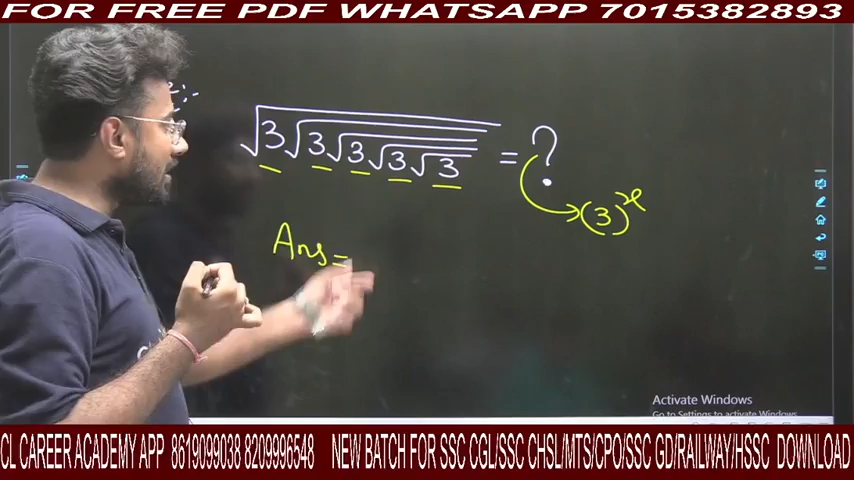 FOR FREE PDF WHATSAPP 7015382893
√3√3√3√3√3 = ?
(3)^x
Ans =
Activate Windows
Go to Settings to activate Windows.
CL CAREER ACADEMY APP 8619099038 8209996548 NEW BATCH FOR SSC CGL/SSC CHSL/MTS/CPO/SSC GD/RAILWAY/HSSC DOWNLOAD